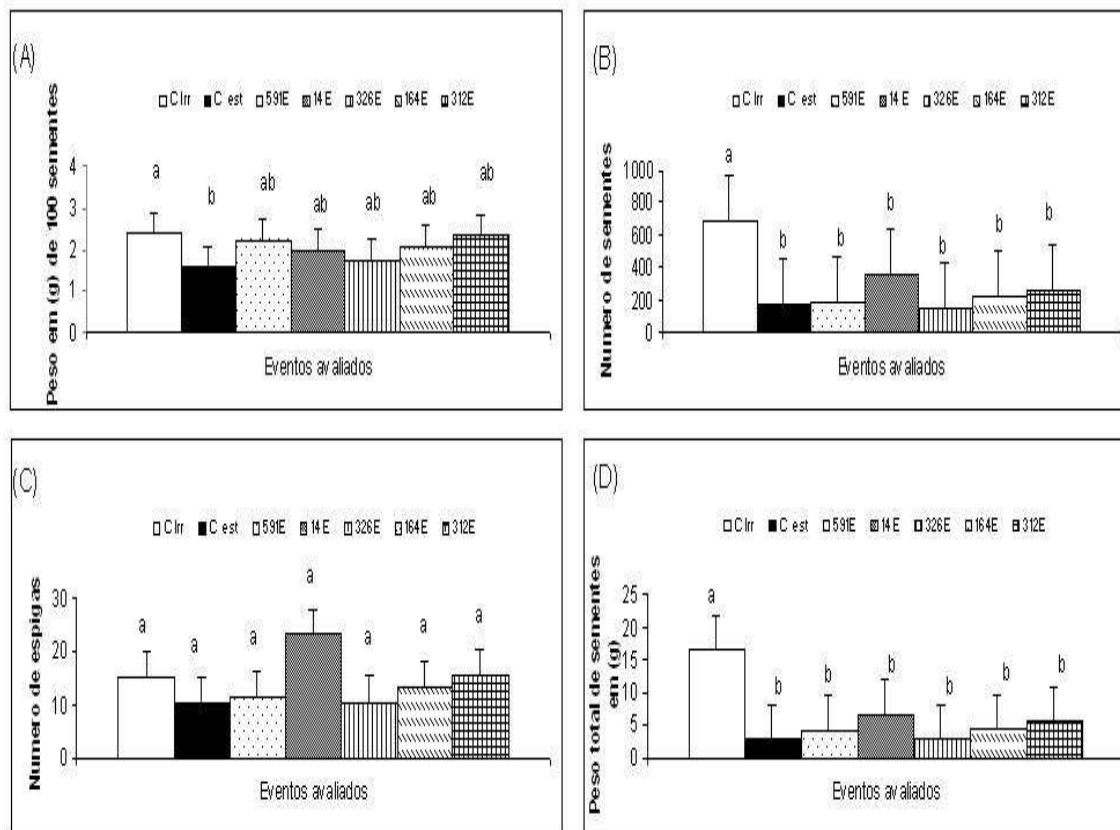 (A)
C Irr C est 591E 14 E 326E 164E 312E
Peso em (g) de 100 sementes
4
3
2
1
0
a b ab ab ab ab ab
Eventos avaliados
(B)
C Irr C est 591E 14 E 326E 164E 312E
Numero de sementes
1000
800
600
400
200
0
a b b b b b b
Eventos avaliados
(C)
C Irr C est 591E 14 E 326E 164E 312E
Numero de espigas
30
20
10
0
a a a a a a a
Eventos avaliados
(D)
C Irr C est 591E 14 E 326E 164E 312E
Peso total de sementes
em (g)
25
20
15
10
5
0
a b b b b b b
Eventos avaliados